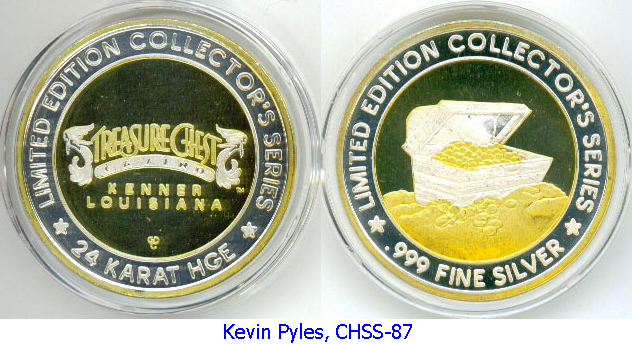 LIMITED EDITION COLLECTOR'S SERIES
TREASURE CHEST
CASINO
KENNER
LOUISIANA
TM
24 KARAT HGE
LIMITED EDITION COLLECTOR'S SERIES
.999 FINE SILVER
Kevin Pyles, CHSS-87